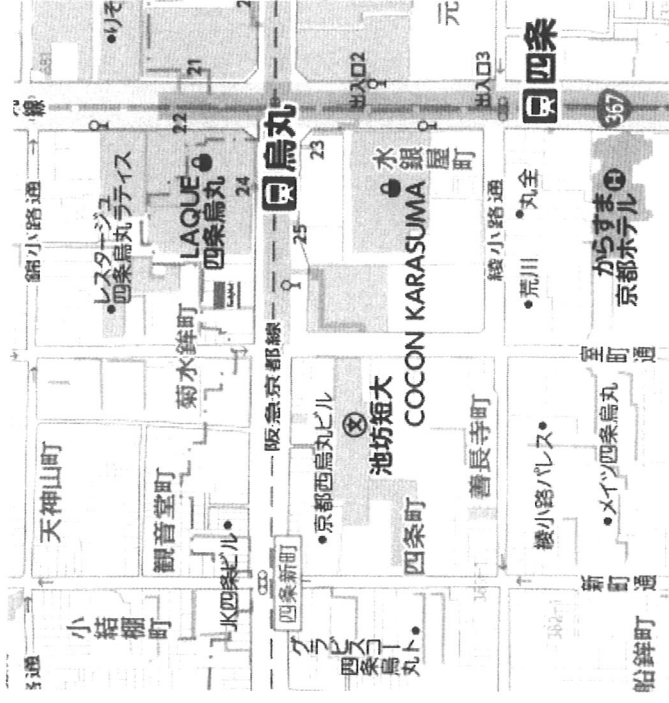 天神山町
小結棚町
錦小路通
レスタージュ
四条烏丸 ラティス
22
21
LAQUE
四条烏丸
24
菊水鉾町
観音堂町
JK四条ビル
四条新町
阪急京都線
烏丸
25
23
出入口2
京都西烏丸ビル
池坊短大
COCON KARASUMA
水銀屋町
四条町
グラビスコート
四条烏丸
善長寺町
綾小路通
出入口3
四条
367
丸全
荒川
からすま
京都ホテル
室町通
綾小路パレス
メイツ四条烏丸
新町通
船鉾町